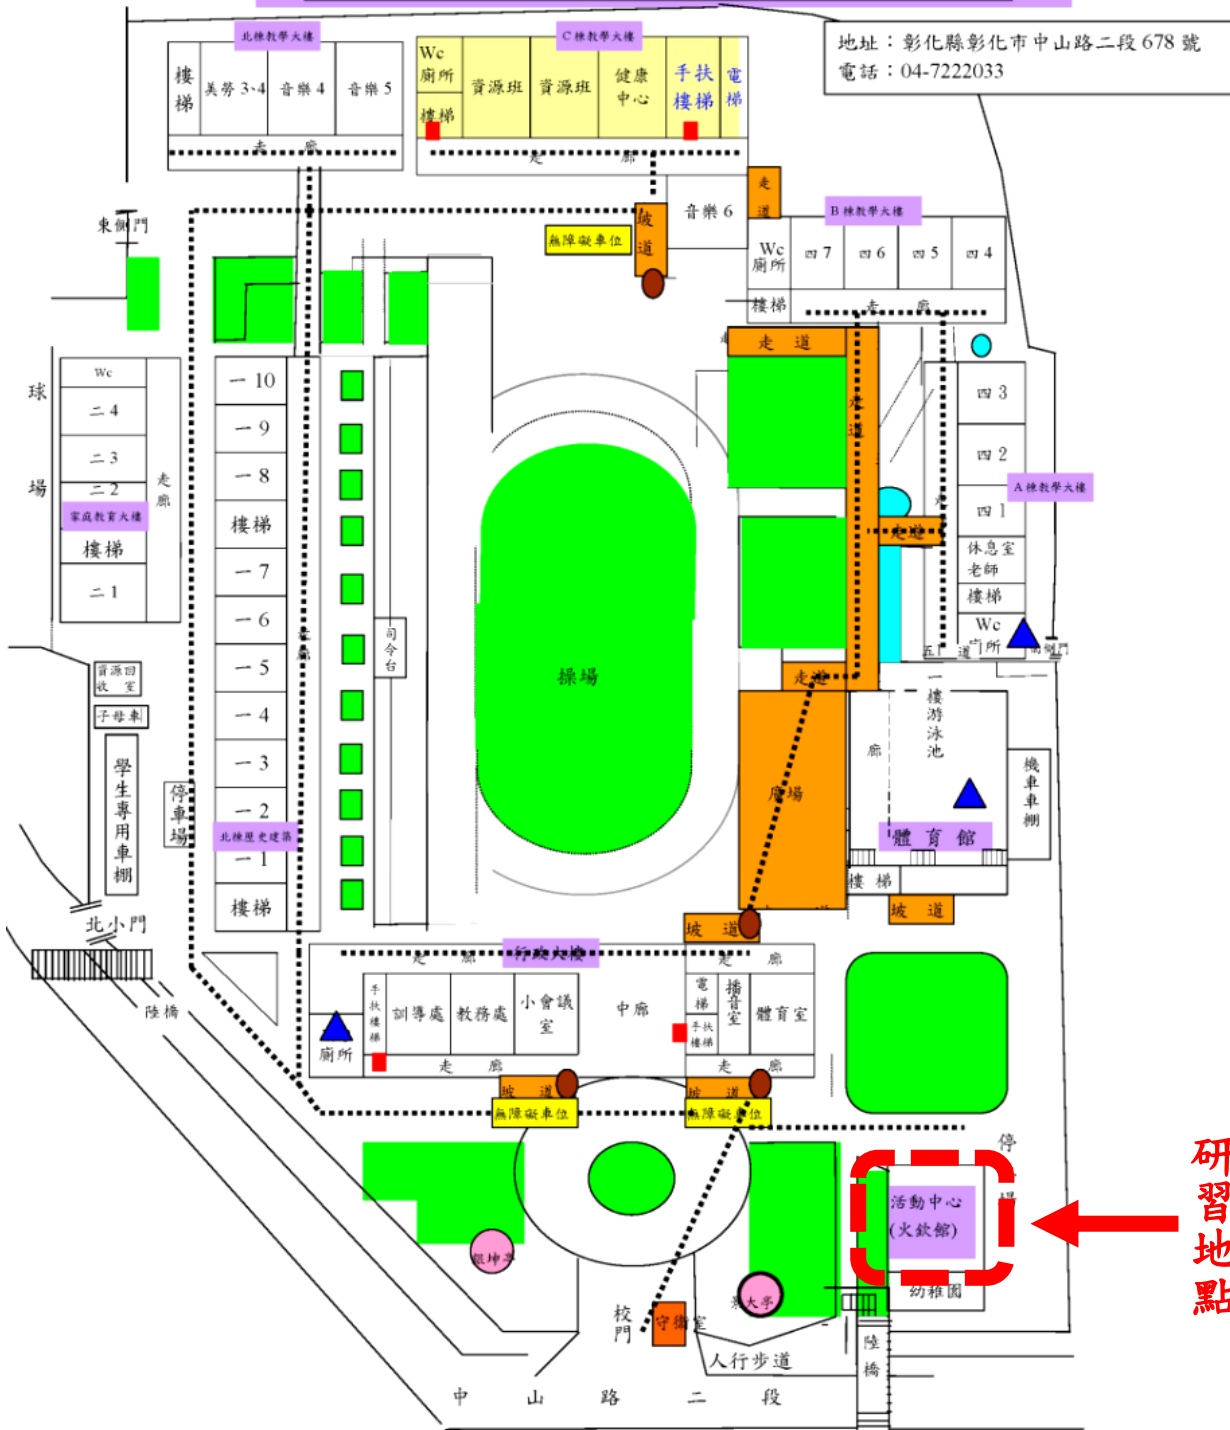 地址：彰化縣彰化市中山路二段 678 號
電話：04-7222033
北棟教學大樓
樓梯
美勞 3、4
音樂 4
音樂 5
走 廊
C 棟教學大樓
Wc
廁所
樓梯
資源班
資源班
健康
中心
手扶
樓梯
電梯
走 廊
音樂 6
走道
坡道
無障礙車位
東側門
B 棟教學大樓
Wc
廁所
四 7
四 6
四 5
四 4
樓梯
走 廊
走 道
走道
球場
Wc
二 4
二 3
二 2
家庭教育大樓
樓梯
二 1
走廊
一 10
一 9
一 8
樓梯
一 7
一 6
一 5
一 4
一 3
一 2
北棟歷史建築
一 1
樓梯
司令台
操場
四 3
四 2
A 棟教學大樓
四 1
走道
休息室
老師
樓梯
Wc
走道
資源回
收 室
子母車
學生專用車棚
停車場
一樓游泳池
廊
體育館
機車車棚
樓梯
坡道
北小門
陸橋
坡道
走 廊
行政大樓
走 廊
手扶樓梯
訓導處
教務處
小會議
室
中廊
電梯
播音室
體育室
手扶
樓梯
廁所
走 廊
走 廊
坡 道
坡 道
無障礙車位
無障礙車位
活動中心
(火欽館)
幼稚園
研習地點
校門
守衛室
人行步道
陸橋
中 山 路 二 段